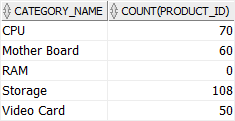 CATEGORY_NAME COUNT(PRODUCT_ID)
CPU 70
Mother Board 60
RAM 0
Storage 108
Video Card 50